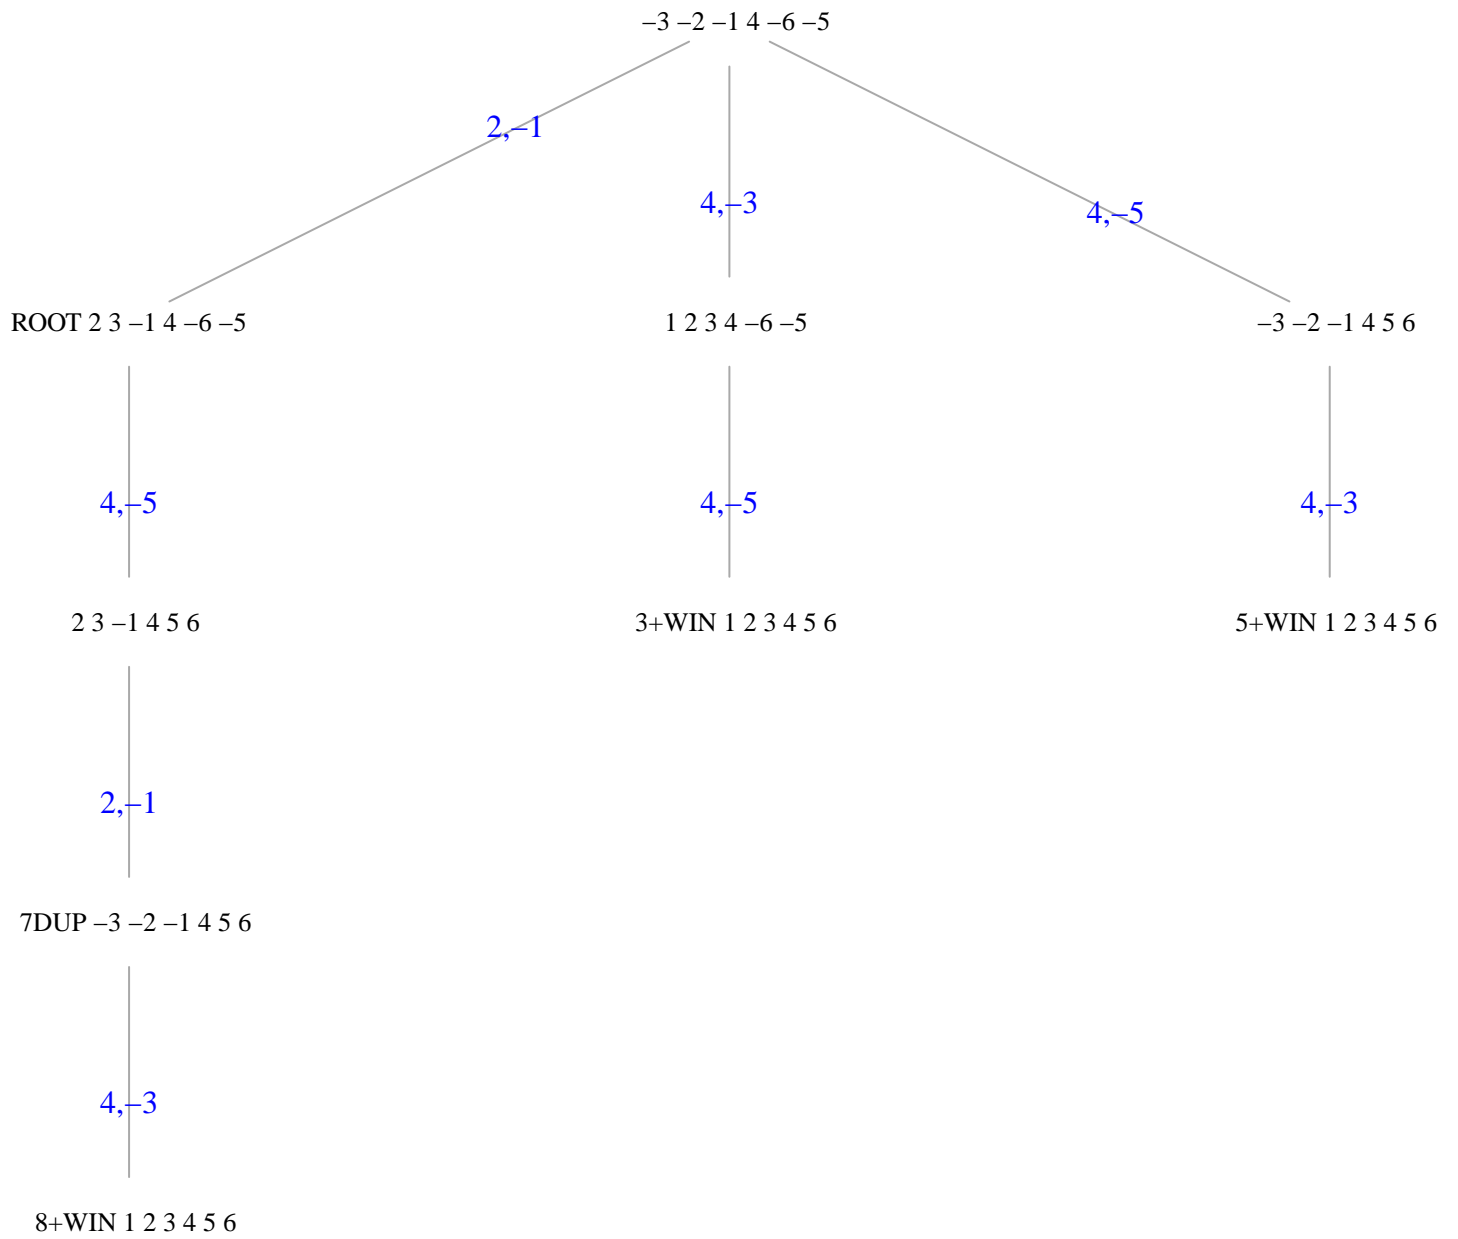 –3 –2 –1 4 –6 –5
2,–1
4,–3
4,–5
ROOT 2 3 –1 4 –6 –5
1 2 3 4 –6 –5
–3 –2 –1 4 5 6
4,–5
4,–5
4,–3
2 3 –1 4 5 6
3+WIN 1 2 3 4 5 6
5+WIN 1 2 3 4 5 6
2,–1
7DUP –3 –2 –1 4 5 6
4,–3
8+WIN 1 2 3 4 5 6